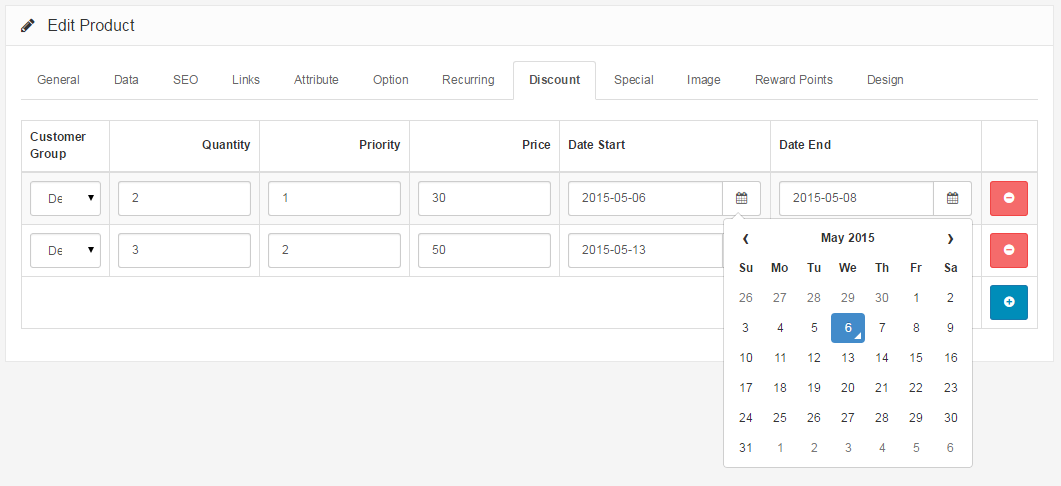 Edit Product
General Data SEO Links Attribute Option Recurring Discount Special Image Reward Points Design
Customer Group Quantity Priority Price Date Start Date End
De 2 1 30 2015-05-06 2015-05-08
De 3 2 50 2015-05-13
‹ May 2015 ›
Su Mo Tu We Th Fr Sa
26 27 28 29 30 1 2
3 4 5 6 7 8 9
10 11 12 13 14 15 16
17 18 19 20 21 22 23
24 25 26 27 28 29 30
31 1 2 3 4 5 6